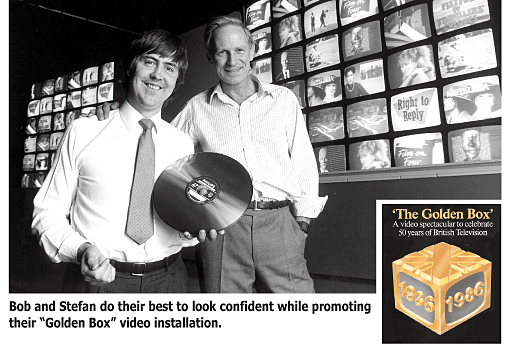 Right to
Reply
Film on
Four
'The Golden Box'
A video spectacular to celebrate
50 years of British Television
1936
1986
Bob and Stefan do their best to look confident while promoting
their "Golden Box" video installation.